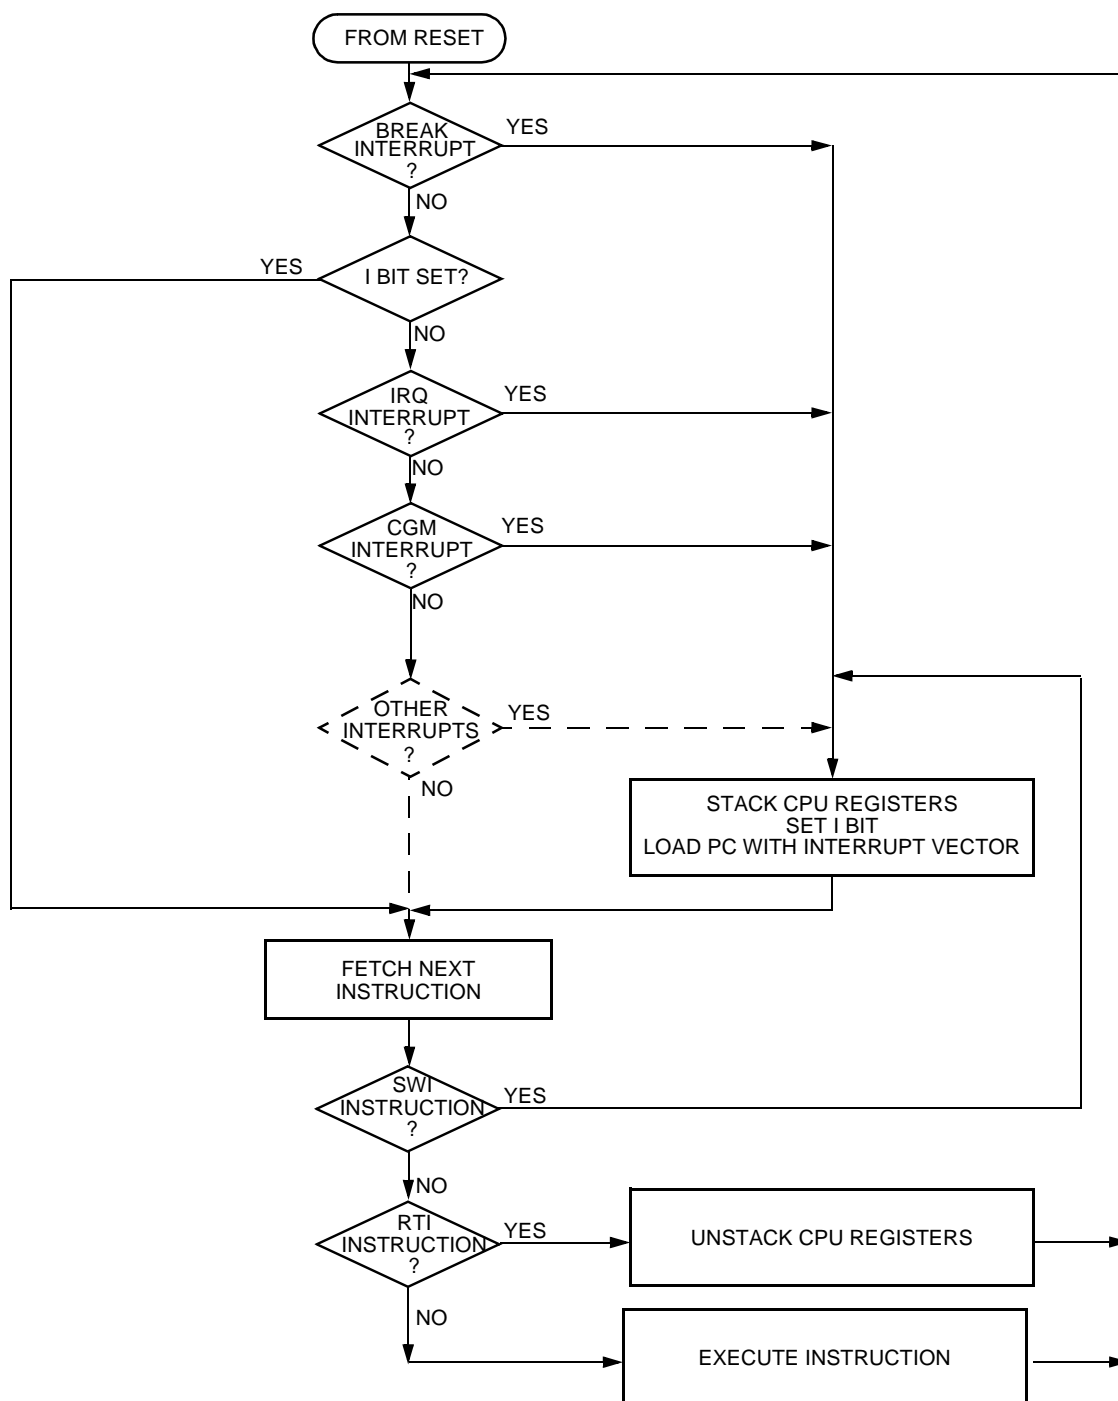 FROM RESET
BREAK
INTERRUPT
?
YES
NO
YES
I BIT SET?
NO
IRQ
INTERRUPT
?
YES
NO
CGM
INTERRUPT
?
YES
NO
OTHER
INTERRUPTS
?
YES
NO
STACK CPU REGISTERS
SET I BIT
LOAD PC WITH INTERRUPT VECTOR
FETCH NEXT
INSTRUCTION
SWI
INSTRUCTION
?
YES
NO
RTI
INSTRUCTION
?
YES
UNSTACK CPU REGISTERS
NO
EXECUTE INSTRUCTION